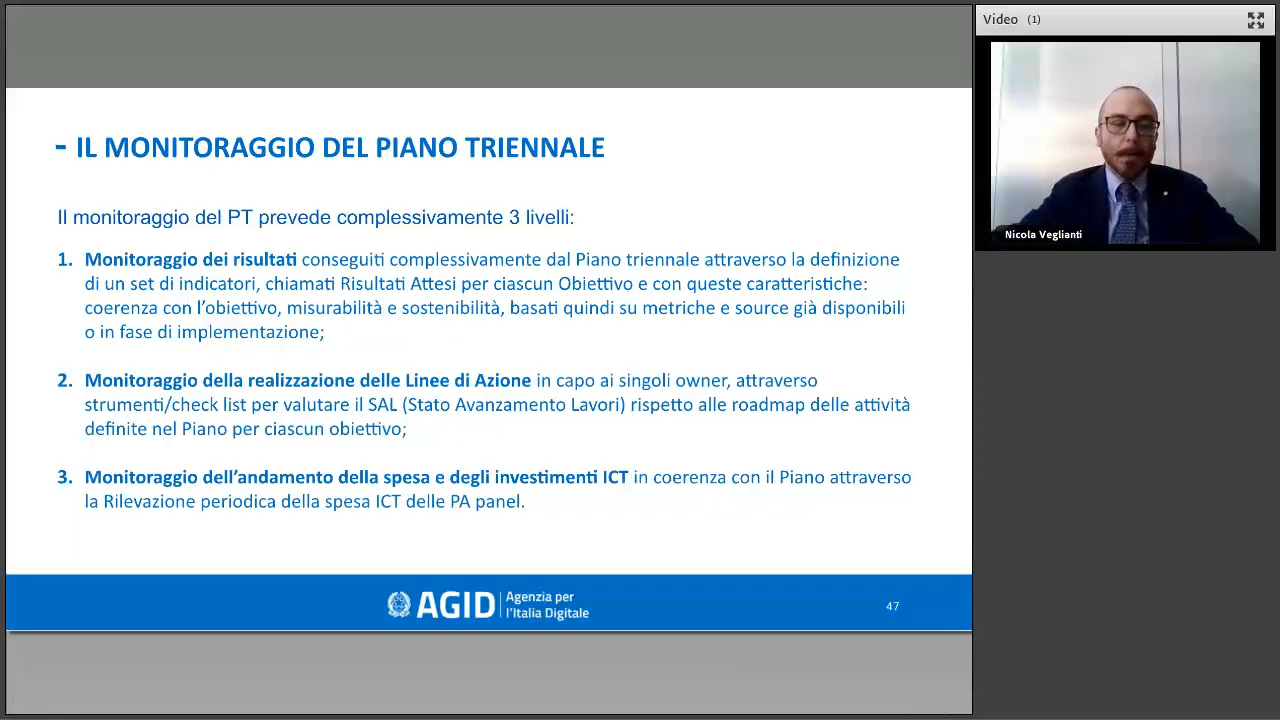 Video (1)
Nicola Veglianti
- IL MONITORAGGIO DEL PIANO TRIENNALE
Il monitoraggio del PT prevede complessivamente 3 livelli:
1. Monitoraggio dei risultati conseguiti complessivamente dal Piano triennale attraverso la definizione
di un set di indicatori, chiamati Risultati Attesi per ciascun Obiettivo e con queste caratteristiche:
coerenza con l’obiettivo, misurabilità e sostenibilità, basati quindi su metriche e source già disponibili
o in fase di implementazione;
2. Monitoraggio della realizzazione delle Linee di Azione in capo ai singoli owner, attraverso
strumenti/check list per valutare il SAL (Stato Avanzamento Lavori) rispetto alle roadmap delle attività
definite nel Piano per ciascun obiettivo;
3. Monitoraggio dell’andamento della spesa e degli investimenti ICT in coerenza con il Piano attraverso
la Rilevazione periodica della spesa ICT delle PA panel.
AGID
Agenzia per
l’Italia Digitale
47